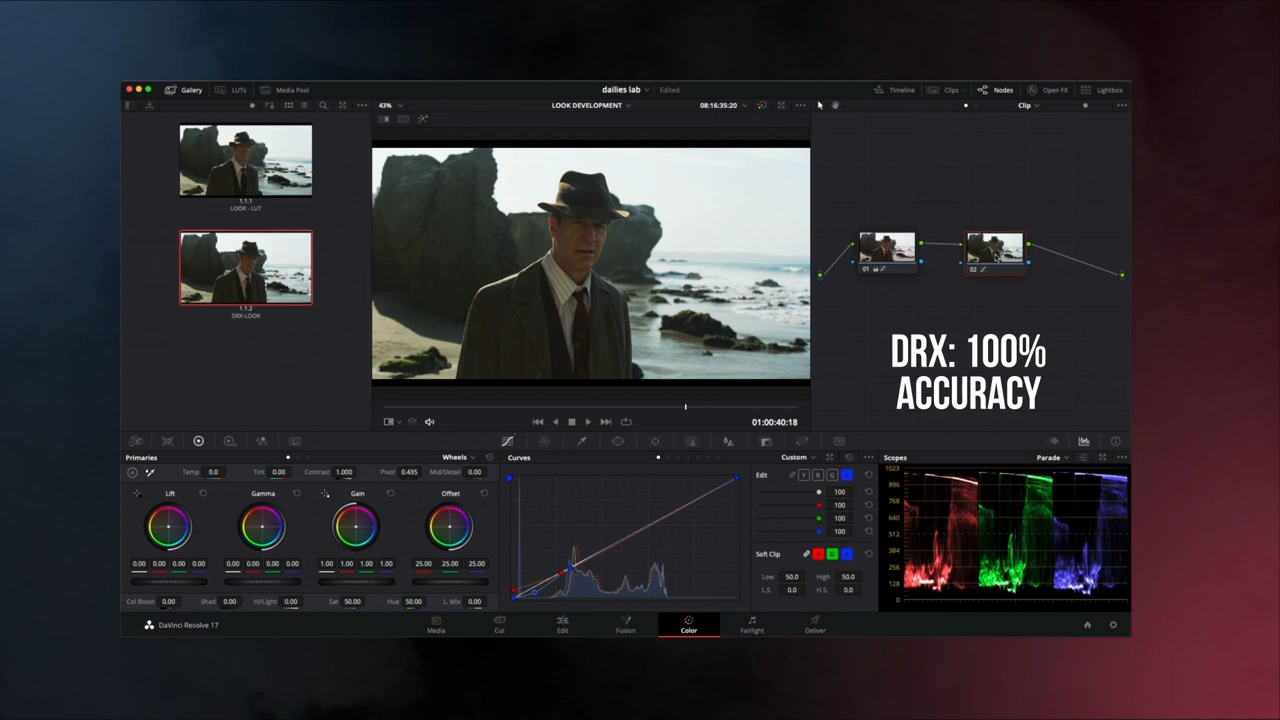 Gallery LUTs Media Pool dailies lab Edited Timeline Clips Nodes Open FX Lightbox
43% LOOK DEVELOPMENT 08:16:35:20 Clip
1.1.1
LOOK - LUT
1.1.2
DRX-LOOK
01 02
DRX: 100%
ACCURACY
01:00:40:18
Primaries Wheels Curves Custom Scopes Parade
Temp 0.0 Tint 0.00 Contrast 1.000 Pivot 0.435 Mid/Detail 0.00
Lift Gamma Gain Offset
0.00 0.00 0.00 0.00 0.00 0.00 0.00 0.00 1.00 1.00 1.00 1.00 25.00 25.00 25.00
Col Boost 0.00 Shad 0.00 Hi/Light 0.00 Sat 50.00 Hue 50.00 L. Mix 0.00
Edit Y R G
100
100
100
100
Soft Clip R G
Low 50.0 High 50.0
L.S. 0.0 H.S. 0.0
1023
896
768
640
512
384
256
128
0
DaVinci Resolve 17 Media Cut Edit Fusion Color Fairlight Deliver